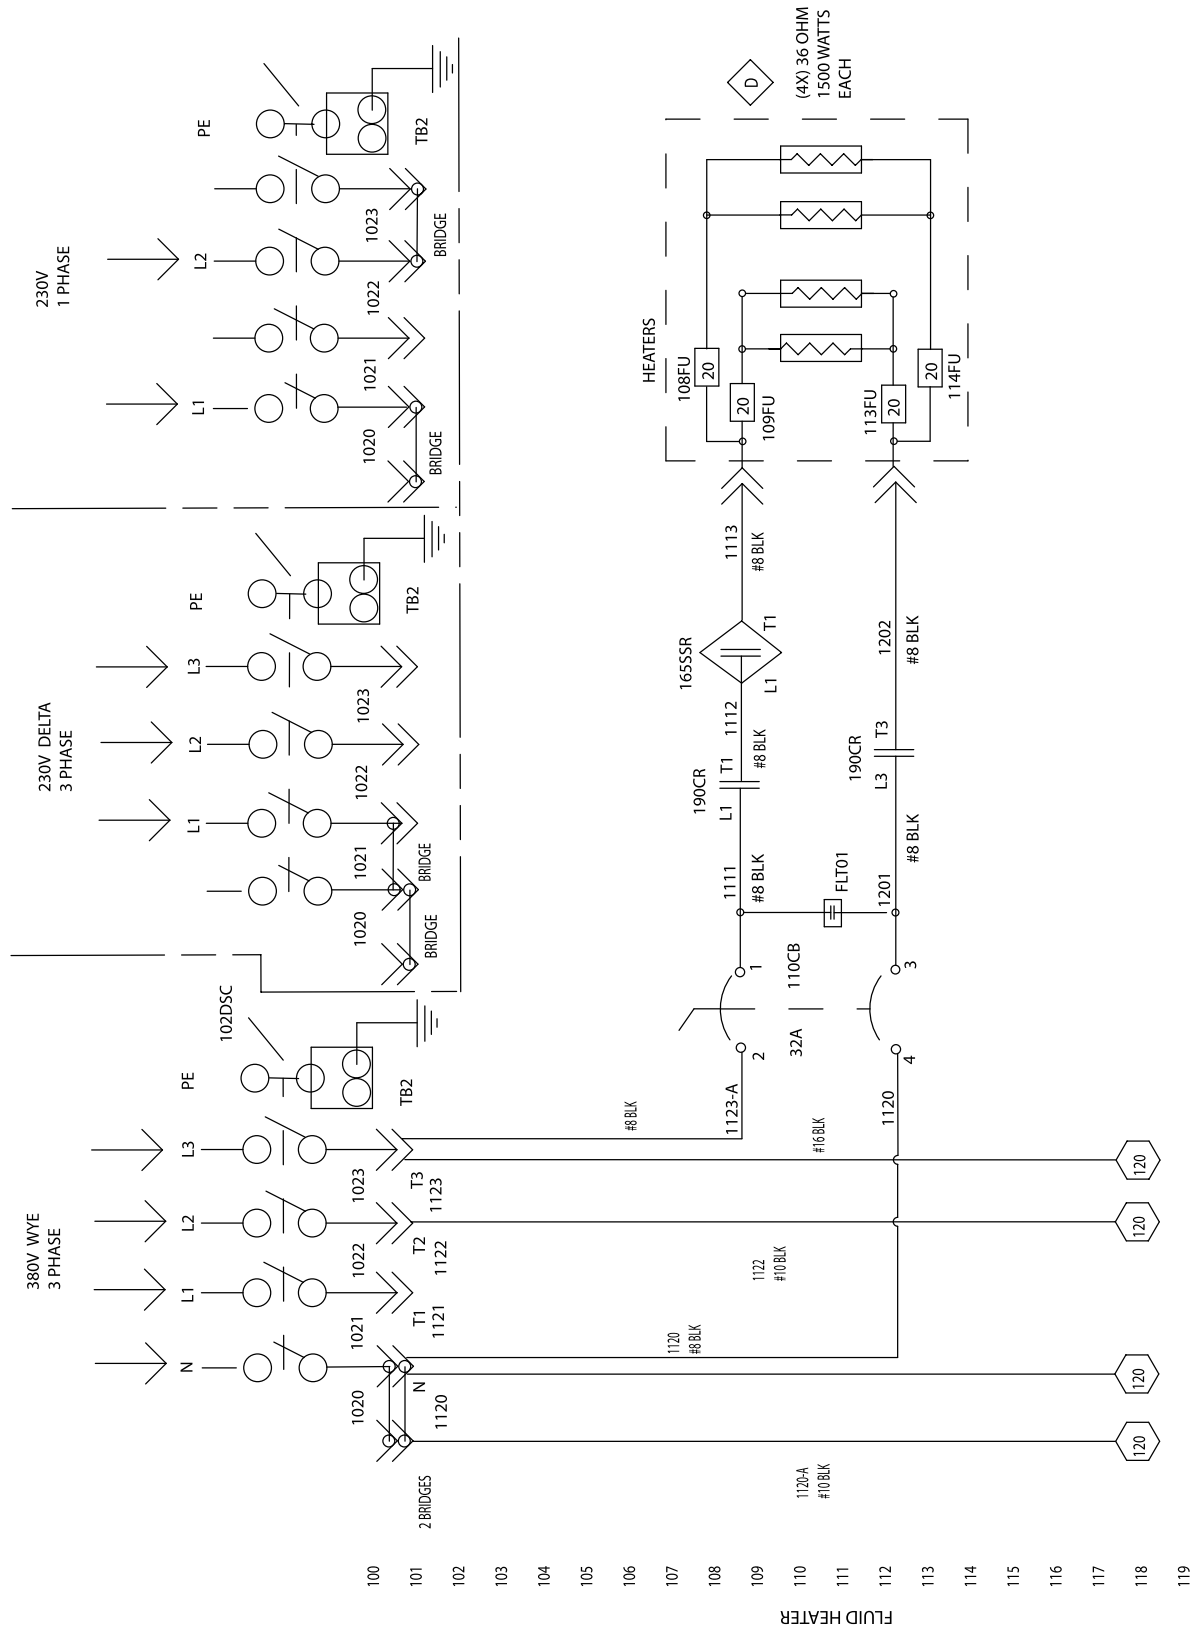 230V
1 PHASE
L1
L2
PE
1020
1021
1022
1023
BRIDGE
BRIDGE
TB2
230V DELTA
3 PHASE
L1
L2
L3
PE
1020
1021
1022
1023
BRIDGE
BRIDGE
TB2
380V WYE
3 PHASE
N
L1
L2
L3
PE
102DSC
1020
1021
1022
1023
TB2
N
1120
T1
1121
T2
1122
T3
1123
2 BRIDGES
#8 BLK
1120
#8 BLK
1122
#10 BLK
#16 BLK
1120-A
#10 BLK
120
120
120
120
1123-A
2
1
32A
110CB
1120
4
3
1111
#8 BLK
FLT01
1201
#8 BLK
190CR
L1
T1
1112
#8 BLK
165SSR
L1
T1
1113
#8 BLK
190CR
L3
T3
1202
#8 BLK
HEATERS
108FU
20
20
109FU
113FU
20
20
114FU
D
(4X) 36 OHM
1500 WATTS
EACH
100
101
102
103
104
105
106
107
108
109
110
111
112
113
114
115
116
117
118
119
FLUID HEATER